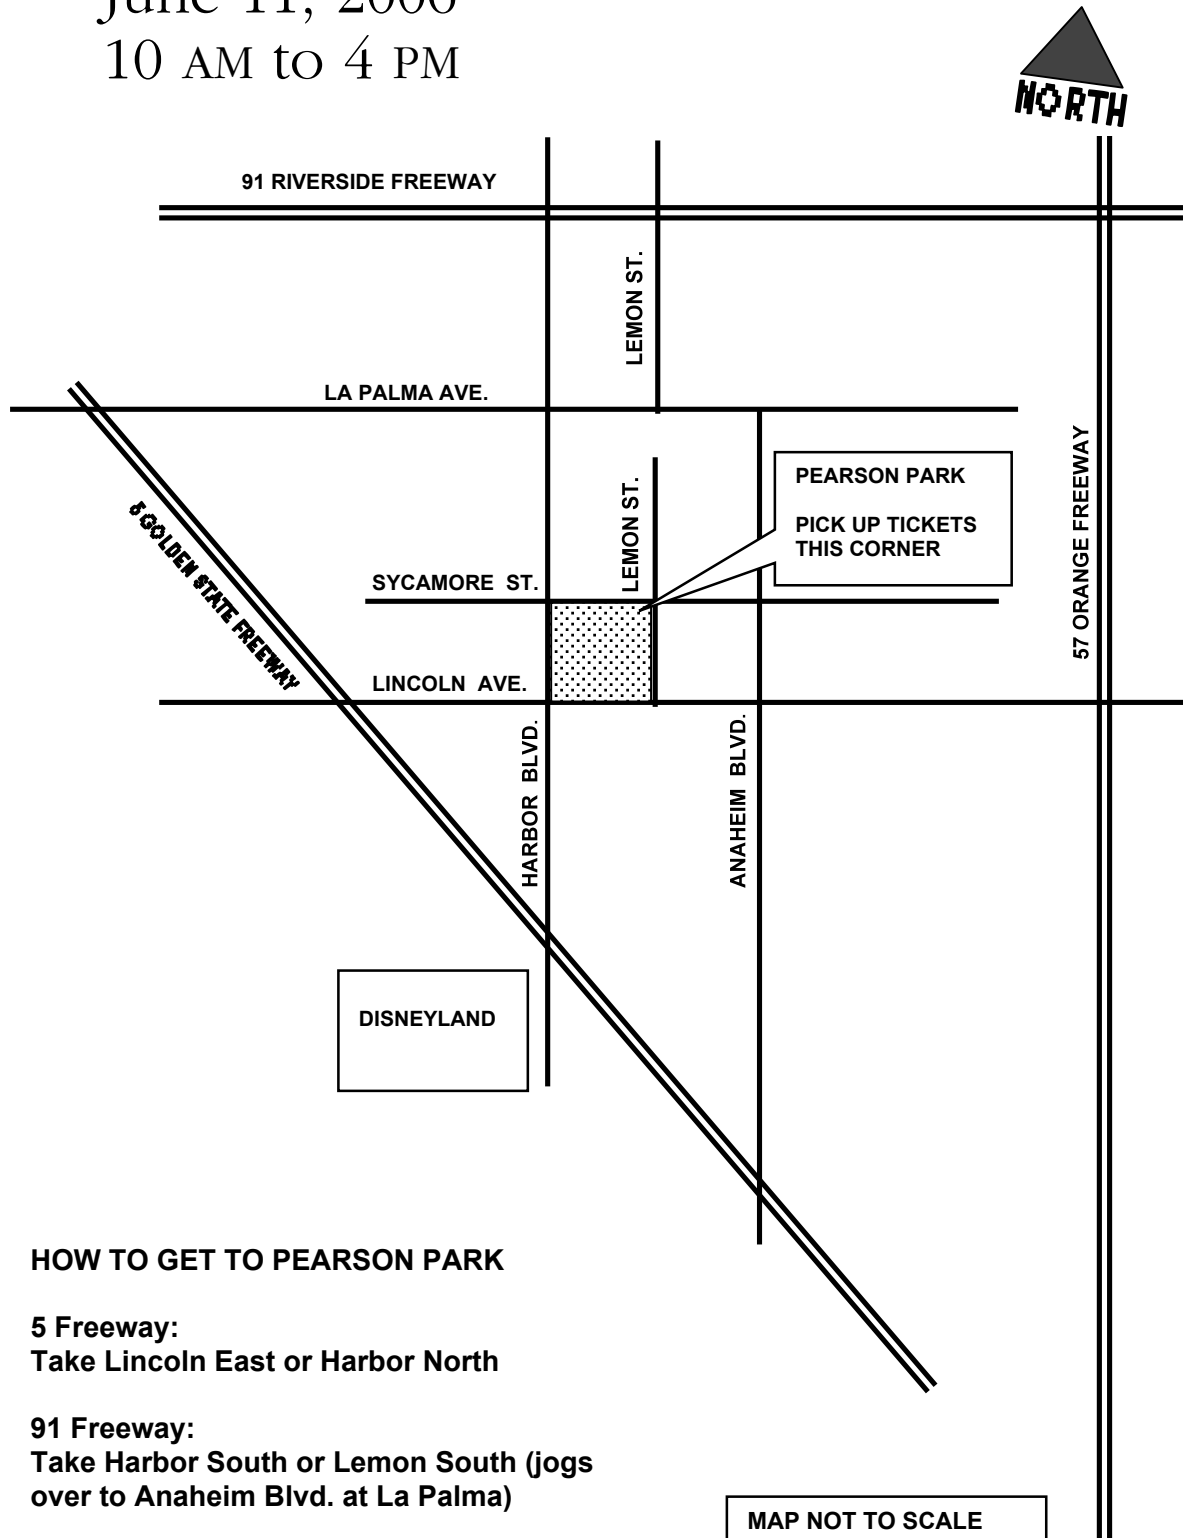 June 11, 2006
10 AM to 4 PM
NORTH
91 RIVERSIDE FREEWAY
LEMON ST.
LA PALMA AVE.
5 GOLDEN STATE FREEWAY
LEMON ST.
PEARSON PARK
PICK UP TICKETS
THIS CORNER
57 ORANGE FREEWAY
SYCAMORE ST.
LINCOLN AVE.
HARBOR BLVD.
ANAHEIM BLVD.
DISNEYLAND
HOW TO GET TO PEARSON PARK
5 Freeway:
Take Lincoln East or Harbor North
91 Freeway:
Take Harbor South or Lemon South (jogs
over to Anaheim Blvd. at La Palma)
MAP NOT TO SCALE